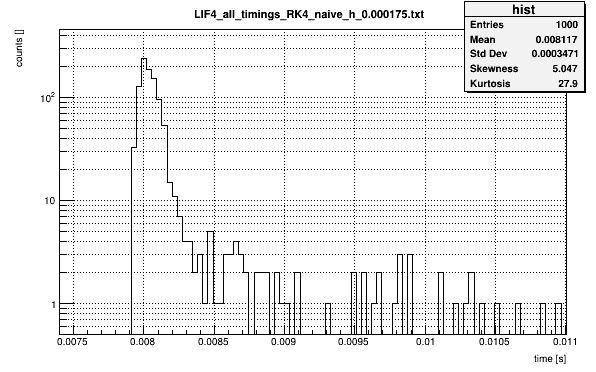 LIF4_all_timings_RK4_naive_h_0.000175.txt
hist
Entries 1000
Mean 0.008117
Std Dev 0.0003471
Skewness 5.047
Kurtosis 27.9
counts []
10²
10
1
0.0075 0.008 0.0085 0.009 0.0095 0.01 0.0105 0.011
time [s]